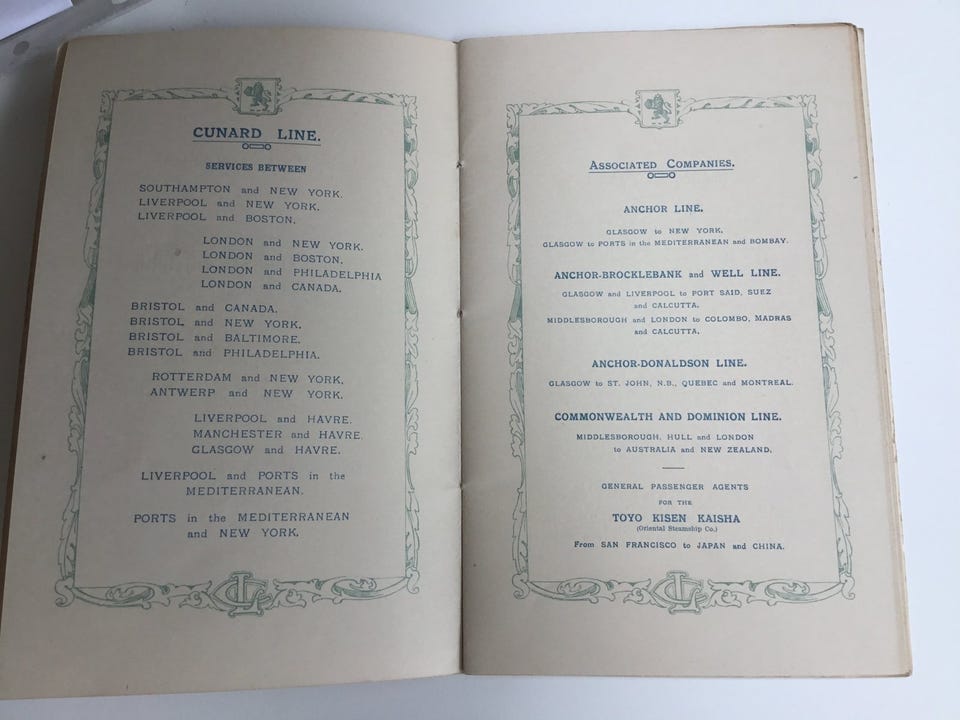 CUNARD LINE.
SERVICES BETWEEN
SOUTHAMPTON and NEW YORK.
LIVERPOOL and NEW YORK.
LIVERPOOL and BOSTON.
LONDON and NEW YORK.
LONDON and BOSTON.
LONDON and PHILADELPHIA
LONDON and CANADA.
BRISTOL and CANADA.
BRISTOL and NEW YORK.
BRISTOL and BALTIMORE.
BRISTOL and PHILADELPHIA.
ROTTERDAM and NEW YORK.
ANTWERP and NEW YORK.
LIVERPOOL and HAVRE.
MANCHESTER and HAVRE.
GLASGOW and HAVRE.
LIVERPOOL and PORTS in the
MEDITERRANEAN.
PORTS in the MEDITERRANEAN
and NEW YORK.
ASSOCIATED COMPANIES.
ANCHOR LINE.
GLASGOW to NEW YORK.
GLASGOW to PORTS in the MEDITERRANEAN and BOMBAY.
ANCHOR-BROCKLEBANK and WELL LINE.
GLASGOW and LIVERPOOL to PORT SAID, SUEZ
and CALCUTTA.
MIDDLESBOROUGH and LONDON to COLOMBO, MADRAS
and CALCUTTA.
ANCHOR-DONALDSON LINE.
GLASGOW to ST. JOHN, N.B., QUEBEC and MONTREAL.
COMMONWEALTH AND DOMINION LINE.
MIDDLESBOROUGH, HULL and LONDON
to AUSTRALIA and NEW ZEALAND.
GENERAL PASSENGER AGENTS
FOR THE
TOYO KISEN KAISHA
(Oriental Steamship Co.)
From SAN FRANCISCO to JAPAN and CHINA.